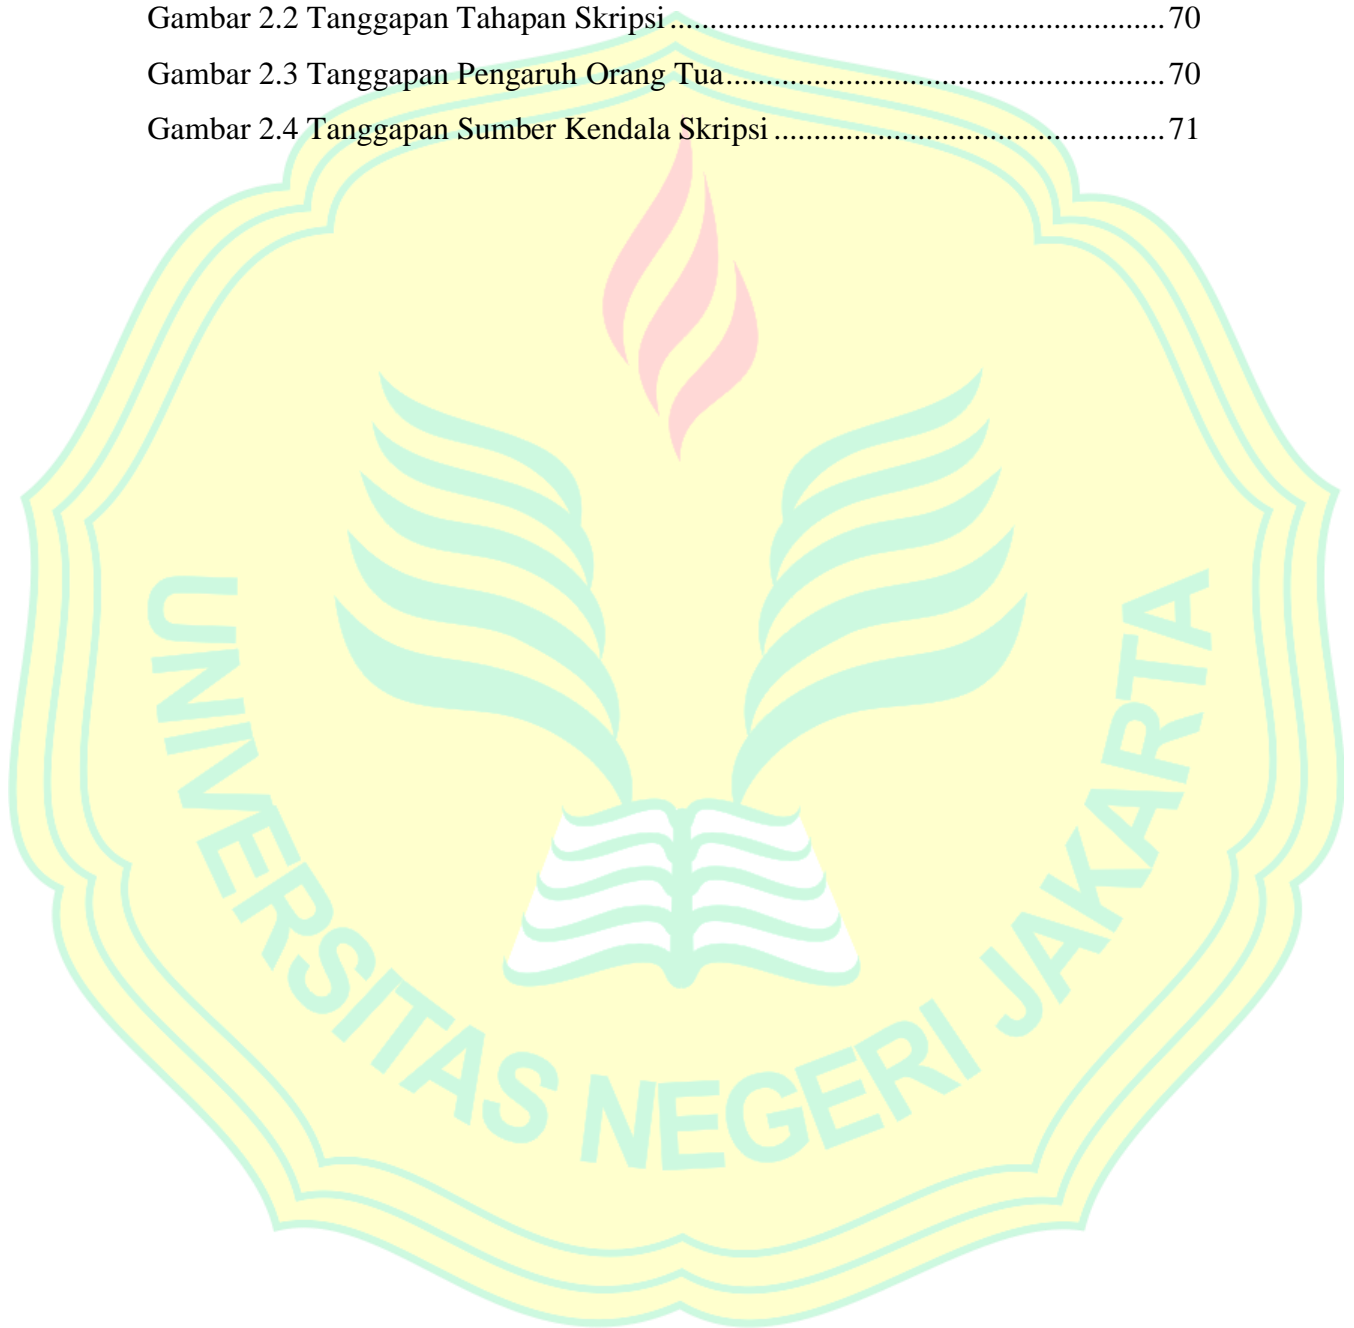 Gambar 2.2 Tanggapan Tahapan Skripsi.............................................................. 70
Gambar 2.3 Tanggapan Pengaruh Orang Tua....................................................... 70
Gambar 2.4 Tanggapan Sumber Kendala Skripsi ................................................. 71
UNIVERSITAS NEGERI JAKARTA